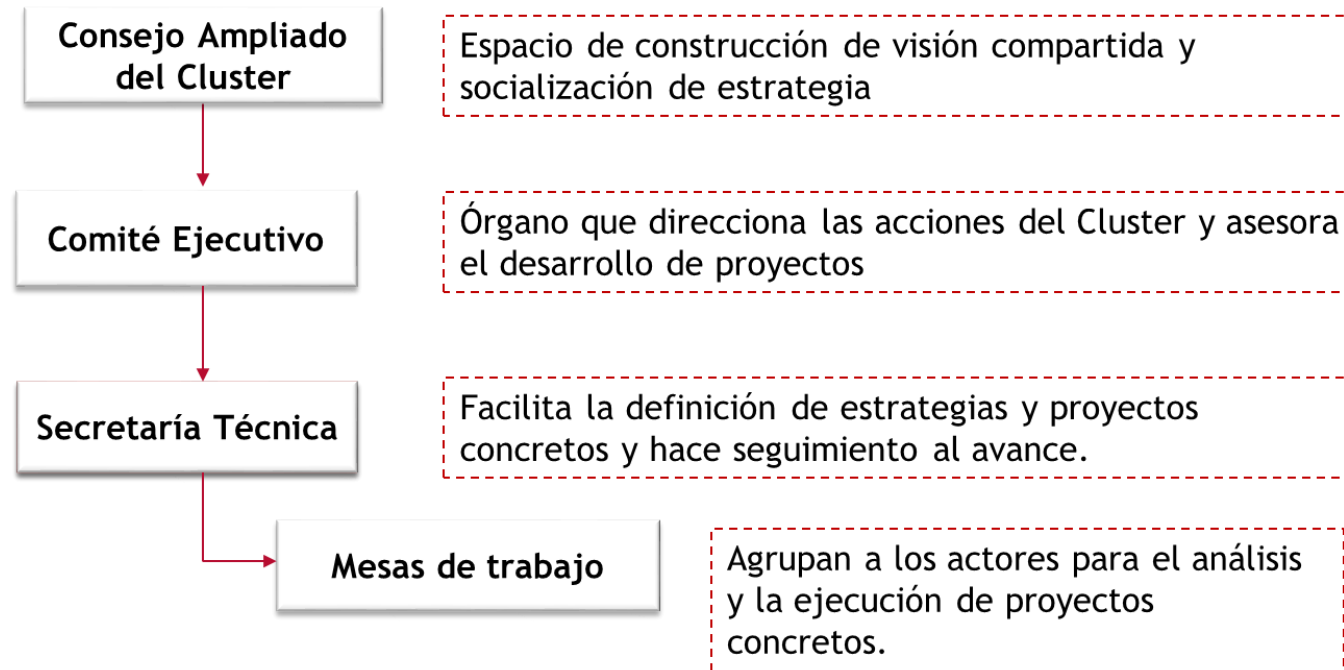 Consejo Ampliado
del Cluster
Espacio de construcción de visión compartida y
socialización de estrategia
Comité Ejecutivo
Órgano que direcciona las acciones del Cluster y asesora
el desarrollo de proyectos
Secretaría Técnica
Facilita la definición de estrategias y proyectos
concretos y hace seguimiento al avance.
Mesas de trabajo
Agrupan a los actores para el análisis
y la ejecución de proyectos
concretos.